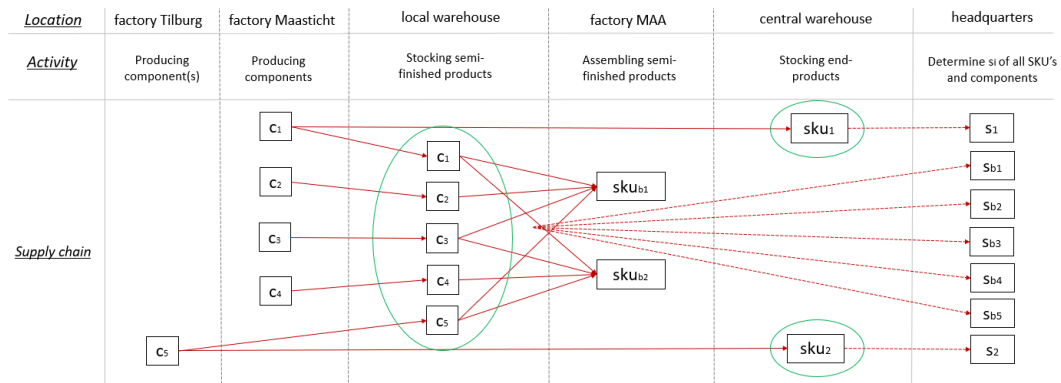 Location factory Tilburg factory Maasticht local warehouse factory MAA central warehouse headquarters
Activity
Producing component(s)
Producing components
Stocking semi-
finished products
Assembling semi-
finished products
Stocking end-
products
Determine sı of all SKU's
and components
Supply chain
C1
C2
C3
C4
C5
C1
C2
C3
C4
C5
skub1
skub2
sku1
sku2
S1
Sb1
Sb2
Sb3
Sb4
Sb5
S2